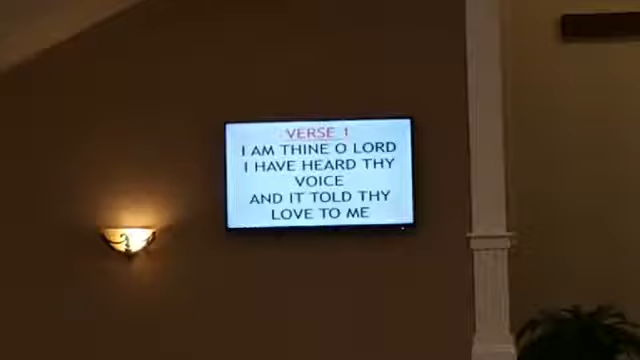 VERSE 1
I AM THINE O LORD
I HAVE HEARD THY
VOICE
AND IT TOLD THY
LOVE TO ME